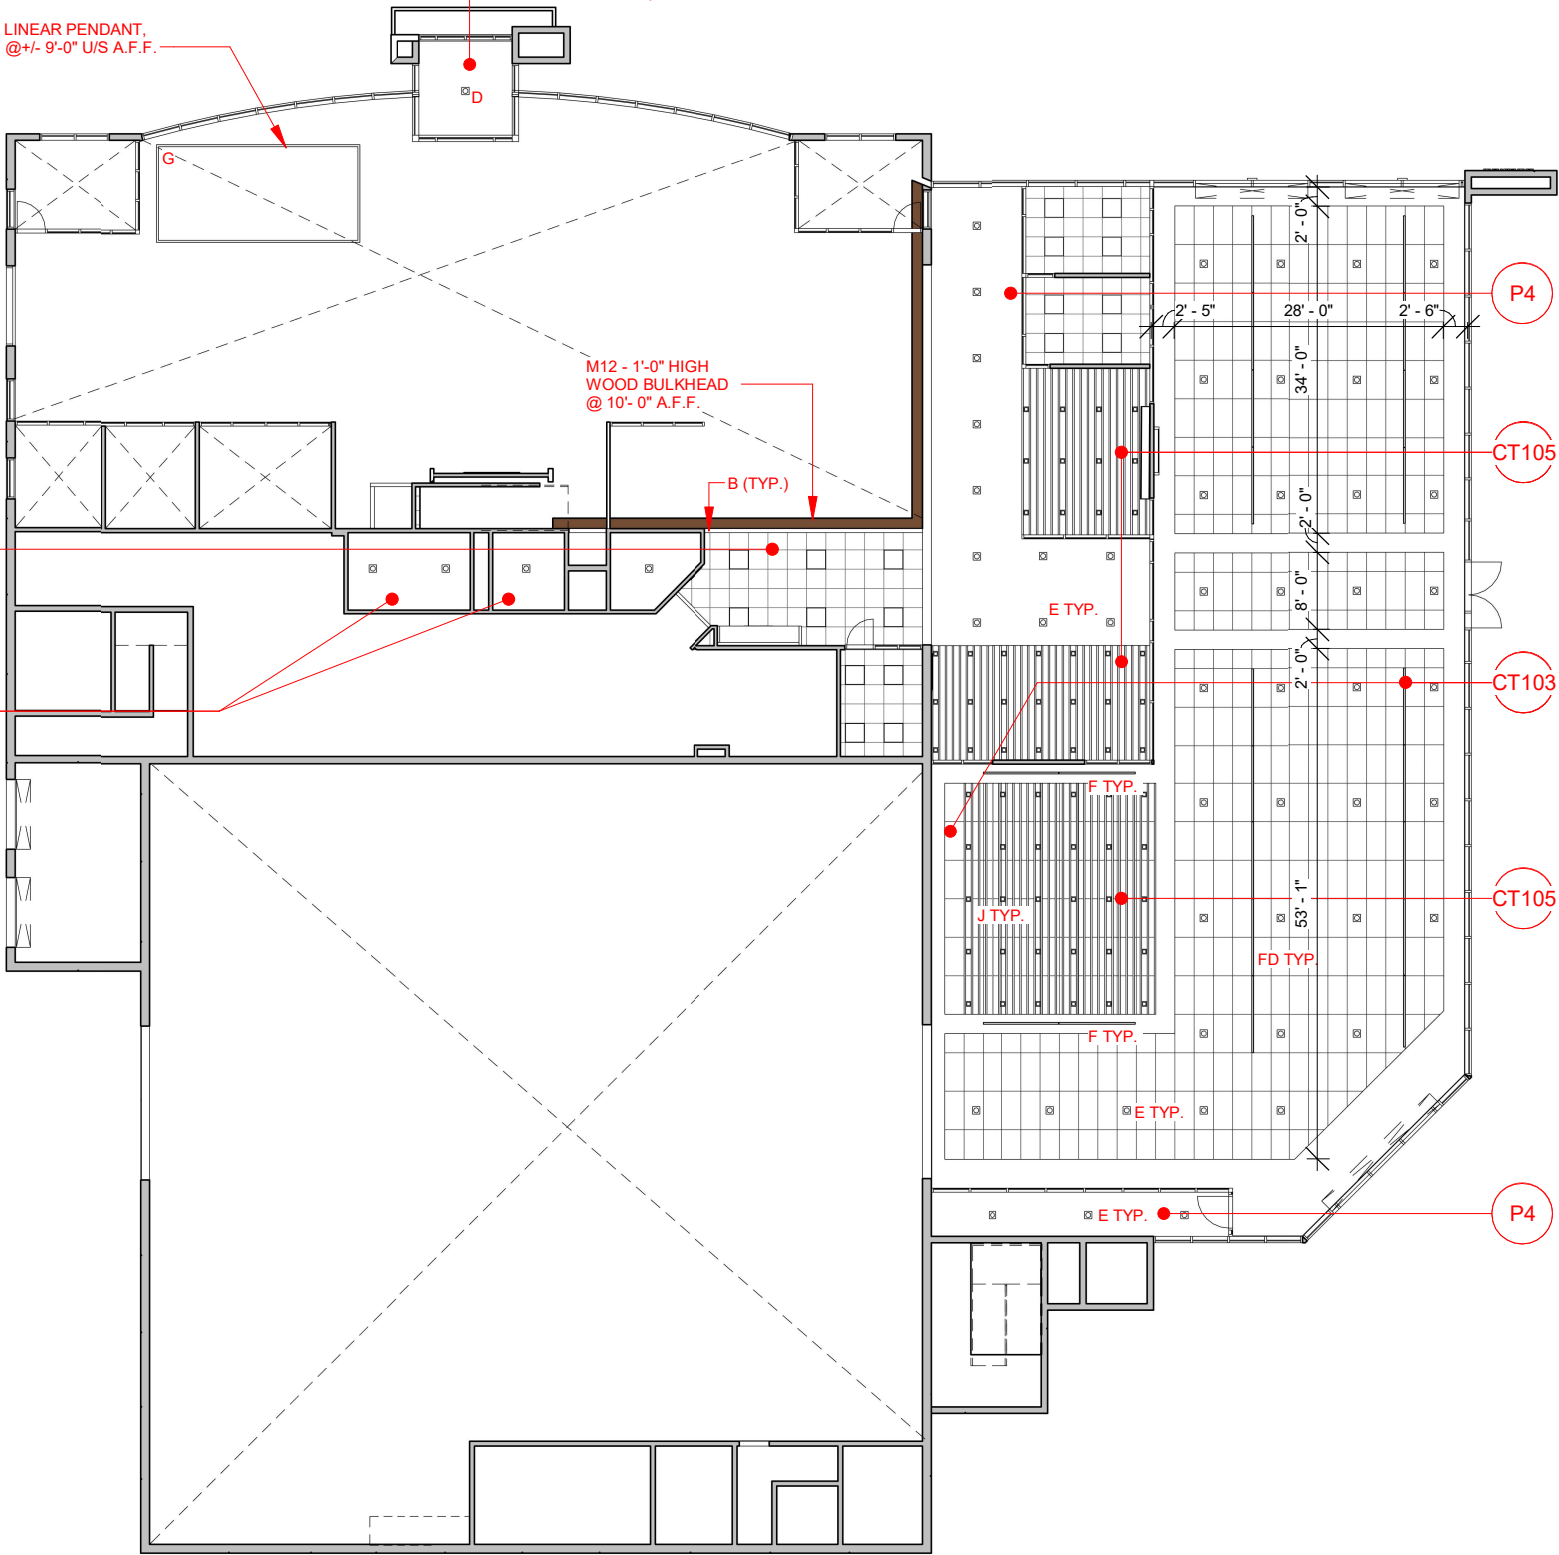 LINEAR PENDANT,
@+/- 9'-0" U/S A.F.F.
D
G
2' - 0"
P4
2' - 5"
28' - 0"
2' - 6"
34' - 0"
M12 - 1'-0" HIGH
WOOD BULKHEAD
@ 10'- 0" A.F.F.
CT105
B (TYP.)
2' - 0"
8' - 0"
E TYP.
2' - 0"
CT103
F TYP.
CT105
J TYP.
53' - 1"
FD TYP.
F TYP.
E TYP.
E TYP.
P4